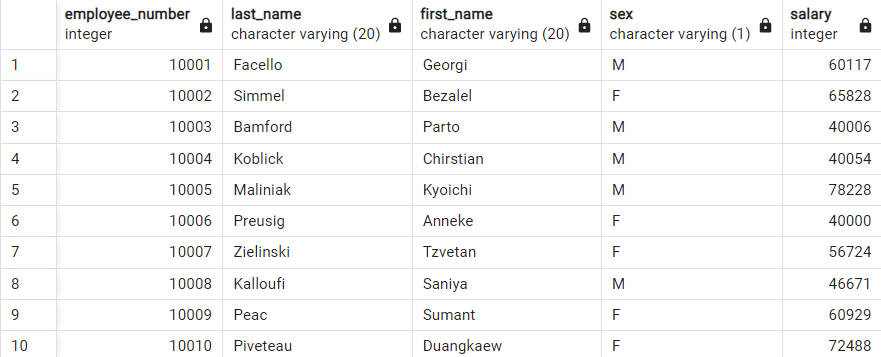 employee_number last_name first_name sex salary
integer character varying (20) character varying (20) character varying (1) integer
1 10001 Facello Georgi M 60117
2 10002 Simmel Bezalel F 65828
3 10003 Bamford Parto M 40006
4 10004 Koblick Chirstian M 40054
5 10005 Maliniak Kyoichi M 78228
6 10006 Preusig Anneke F 40000
7 10007 Zielinski Tzvetan F 56724
8 10008 Kalloufi Saniya M 46671
9 10009 Peac Sumant F 60929
10 10010 Piveteau Duangkaew F 72488